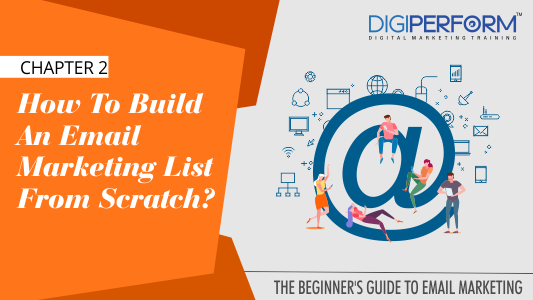 DIGIPERFORM™
DIGITAL MARKETING TRAINING
CHAPTER 2
How To Build
An Email
Marketing List
From Scratch?
@
THE BEGINNER'S GUIDE TO EMAIL MARKETING